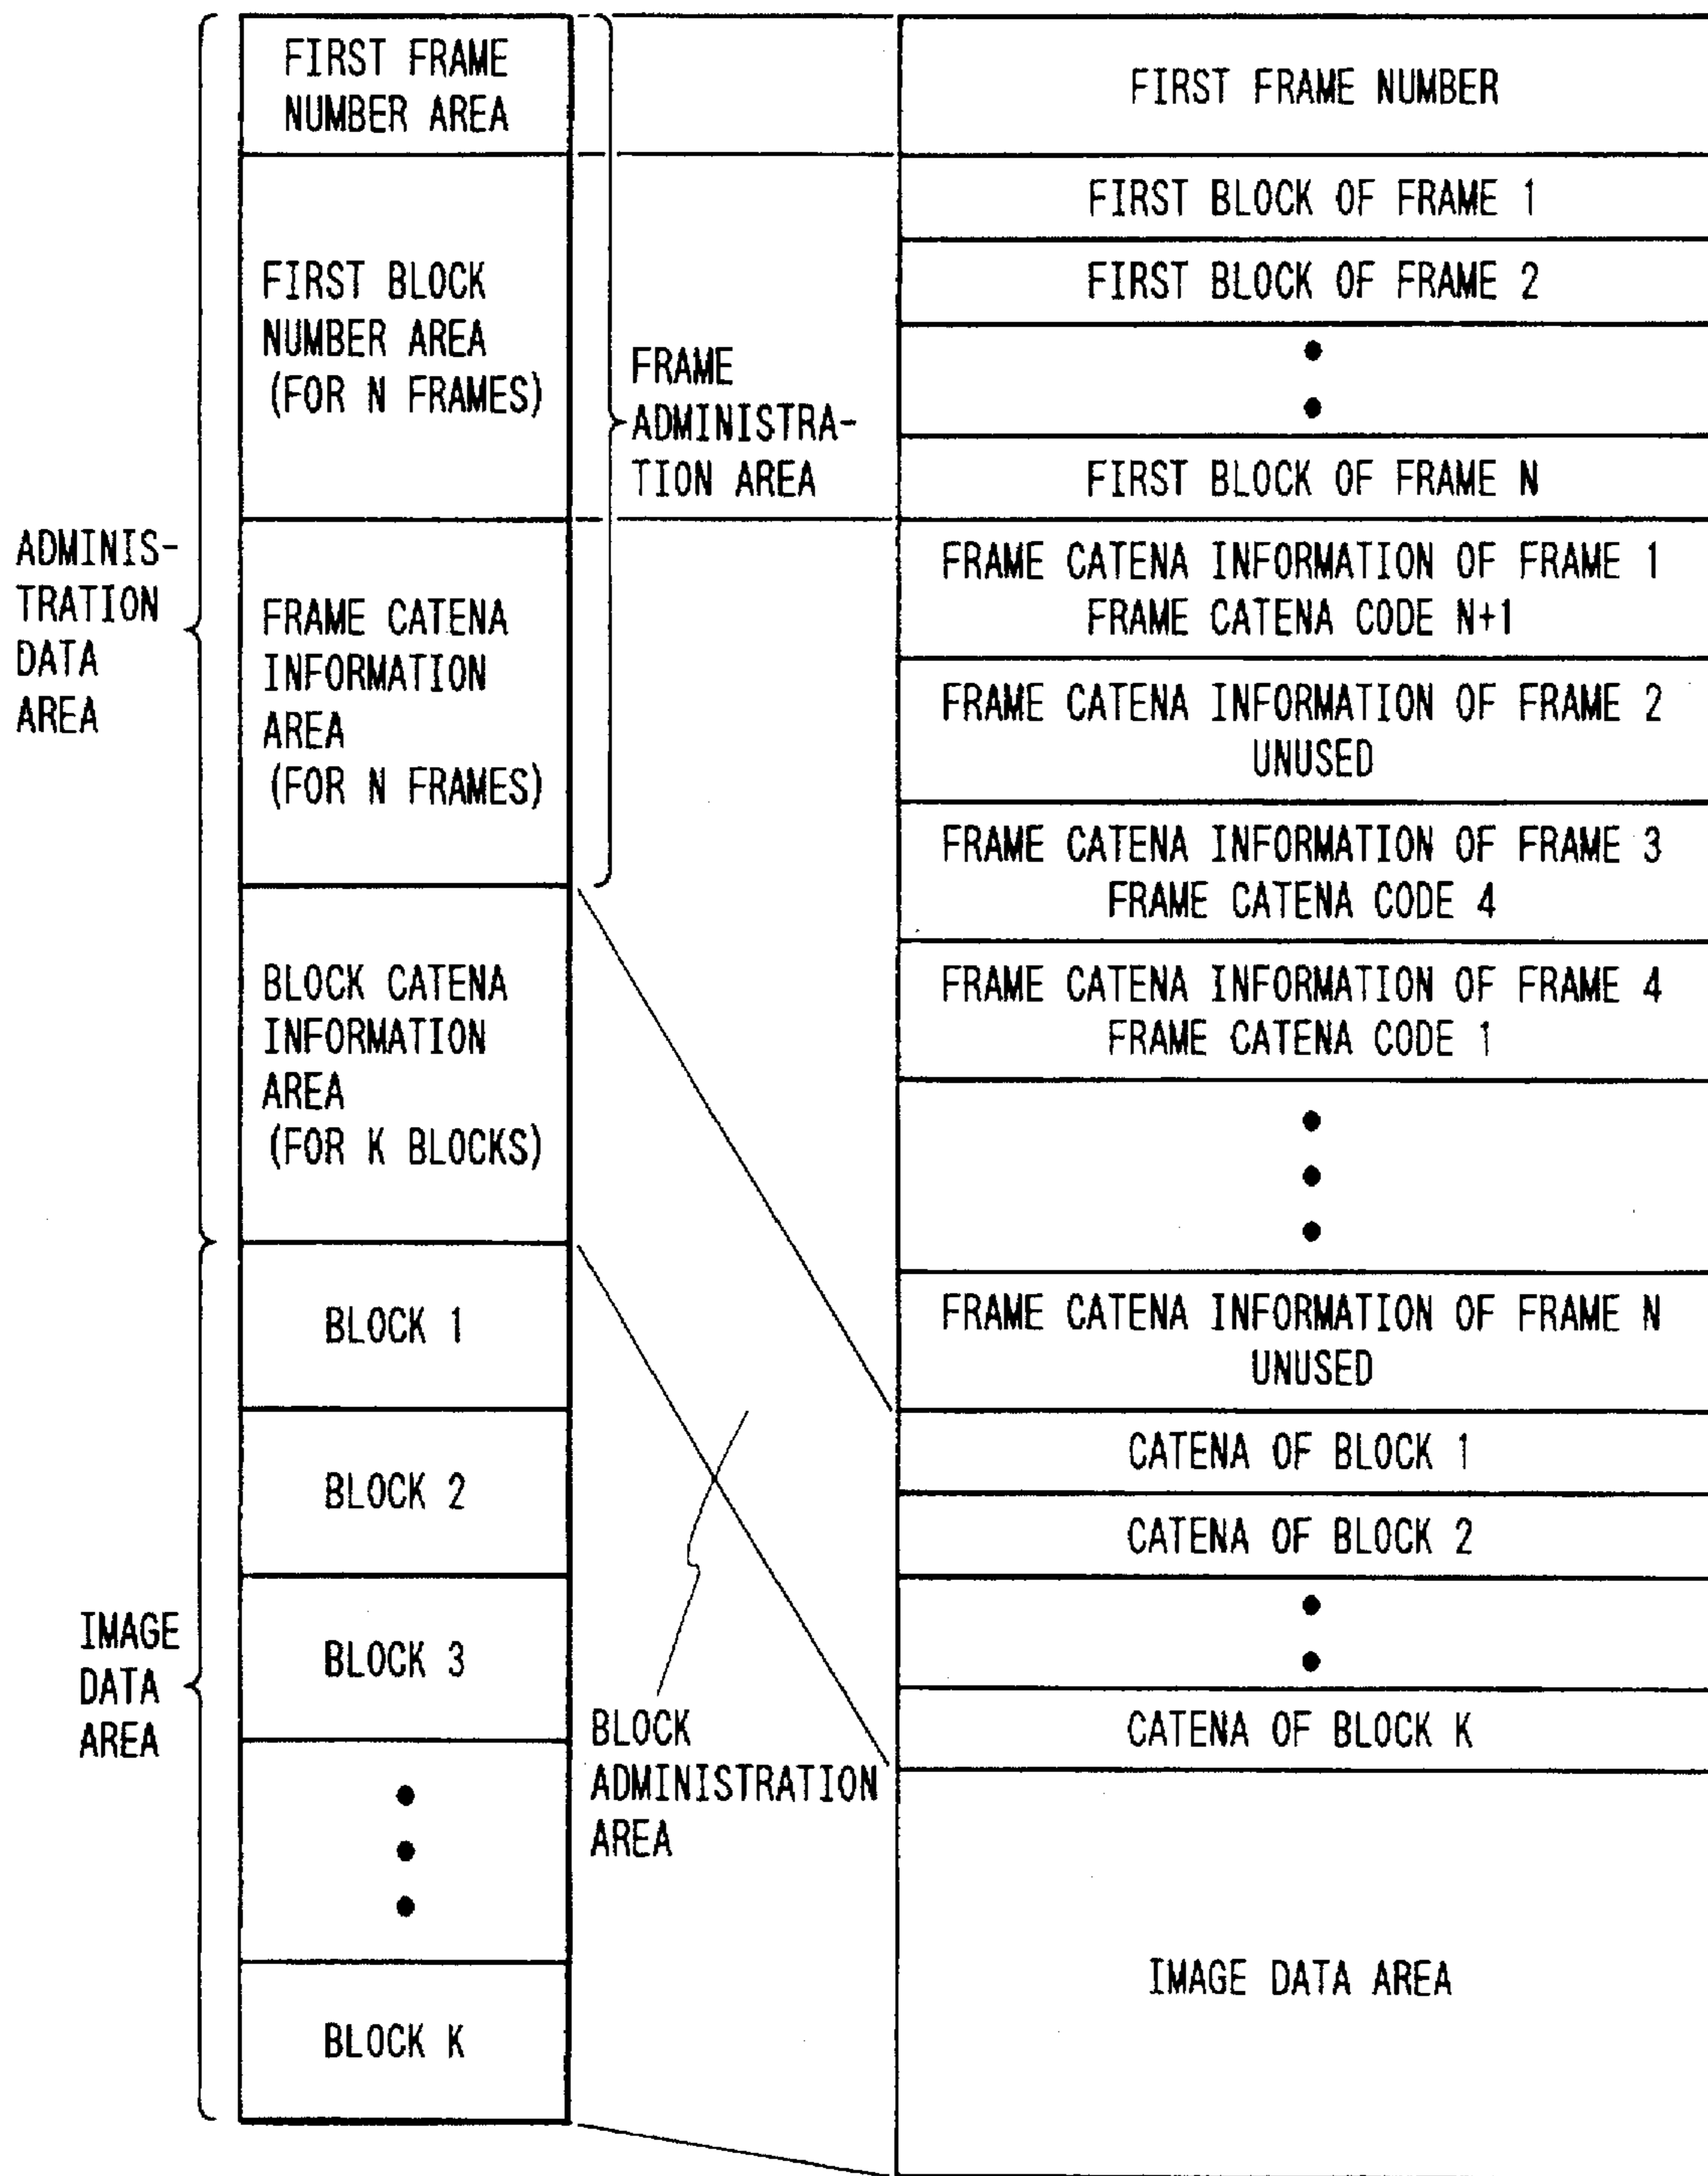 ADMINIS-
TRATION
DATA
AREA
IMAGE
DATA
AREA
FIRST FRAME
NUMBER AREA
FIRST BLOCK
NUMBER AREA
(FOR N FRAMES)
FRAME CATENA
INFORMATION
AREA
(FOR N FRAMES)
BLOCK CATENA
INFORMATION
AREA
(FOR K BLOCKS)
BLOCK 1
BLOCK 2
BLOCK 3
BLOCK K
FRAME
ADMINISTRA-
TION AREA
BLOCK
ADMINISTRATION
AREA
FIRST FRAME NUMBER
FIRST BLOCK OF FRAME 1
FIRST BLOCK OF FRAME 2
FIRST BLOCK OF FRAME N
FRAME CATENA INFORMATION OF FRAME 1
FRAME CATENA CODE N+1
FRAME CATENA INFORMATION OF FRAME 2
UNUSED
FRAME CATENA INFORMATION OF FRAME 3
FRAME CATENA CODE 4
FRAME CATENA INFORMATION OF FRAME 4
FRAME CATENA CODE 1
FRAME CATENA INFORMATION OF FRAME N
UNUSED
CATENA OF BLOCK 1
CATENA OF BLOCK 2
CATENA OF BLOCK K
IMAGE DATA AREA